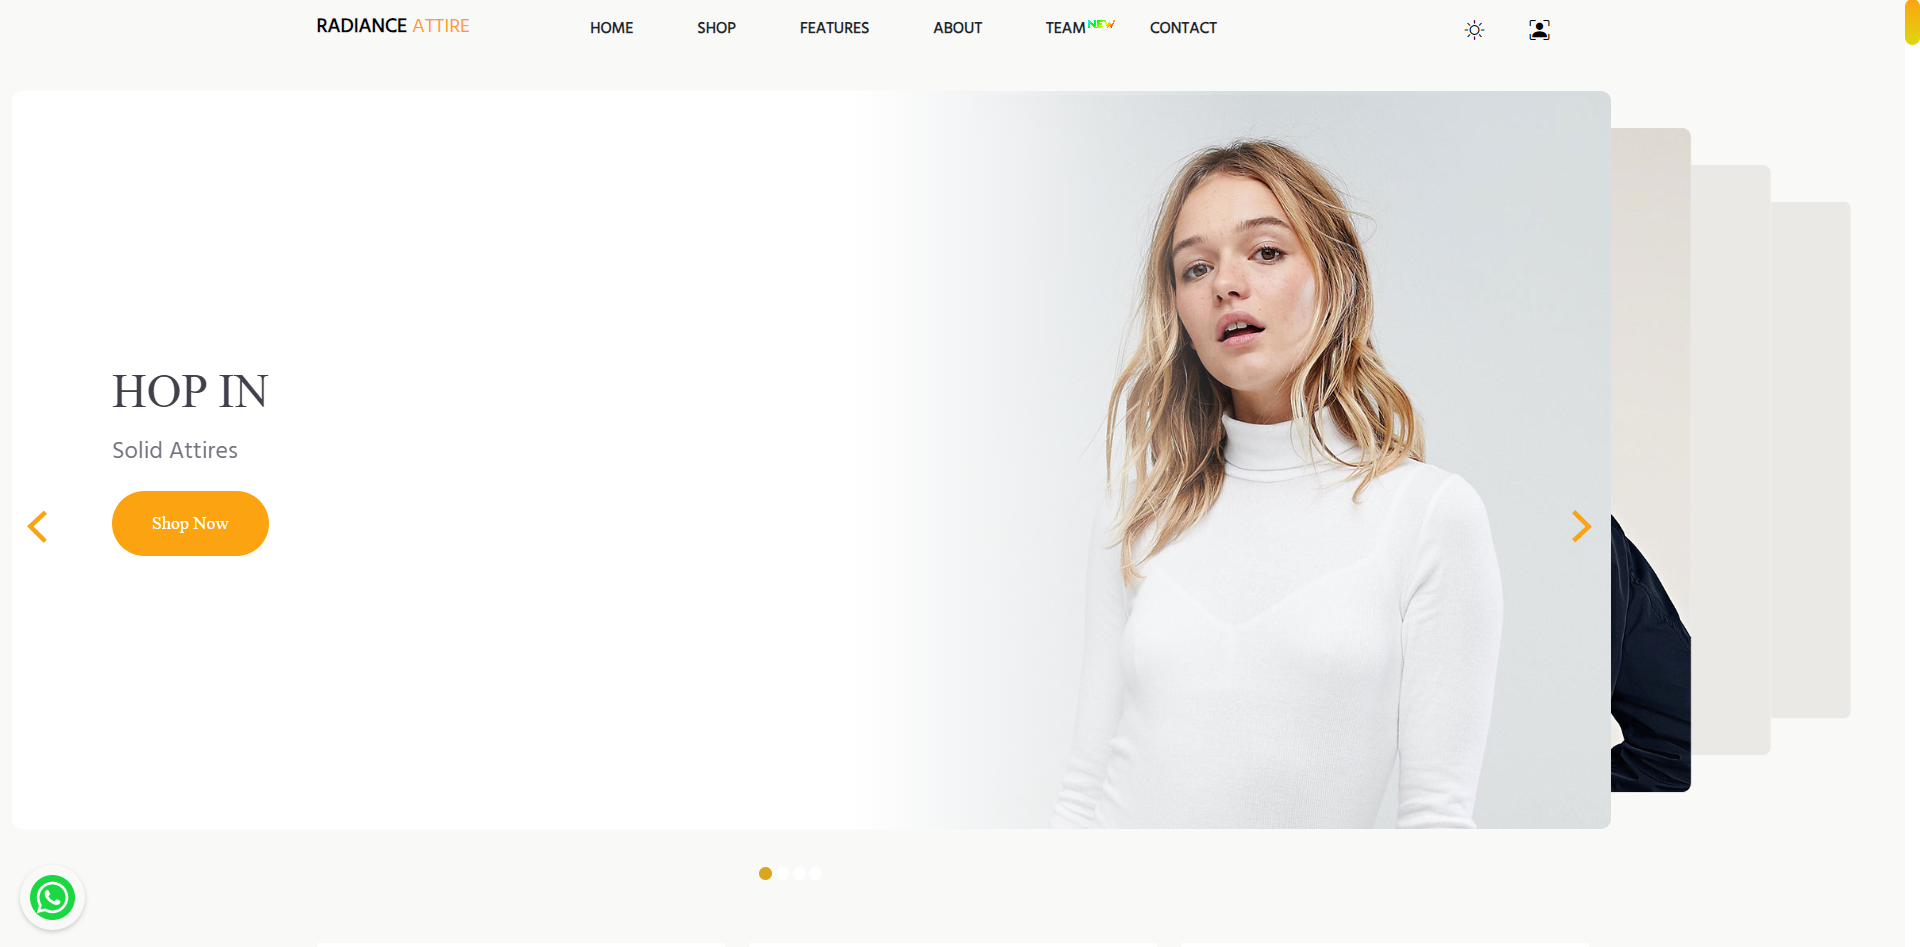 RADIANCE ATTIRE
HOME SHOP FEATURES ABOUT TEAM NEW CONTACT
HOP IN
Solid Attires
Shop Now